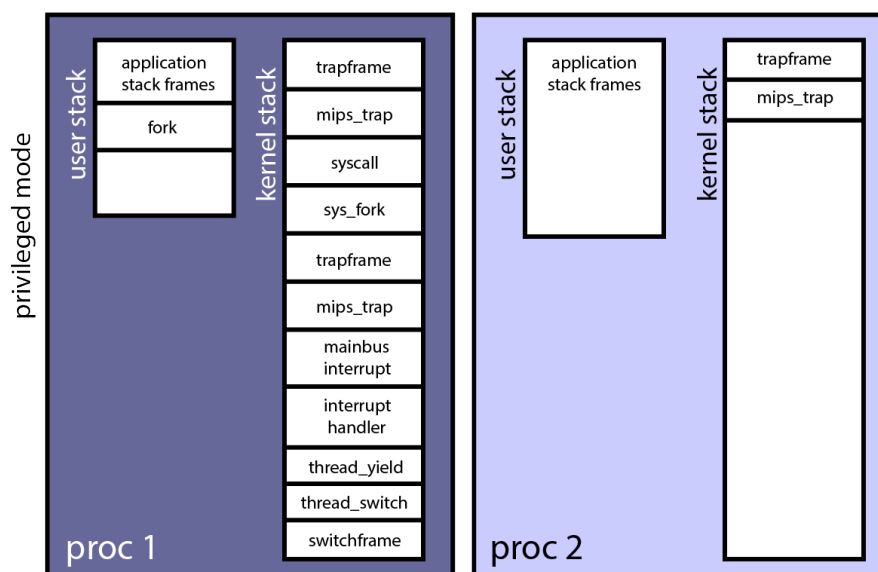 privileged mode
user stack
application
stack frames
fork
kernel stack
trapframe
mips_trap
syscall
sys_fork
trapframe
mips_trap
mainbus
interrupt
interrupt
handler
thread_yield
thread_switch
switchframe
proc 1
user stack
application
stack frames
kernel stack
trapframe
mips_trap
proc 2